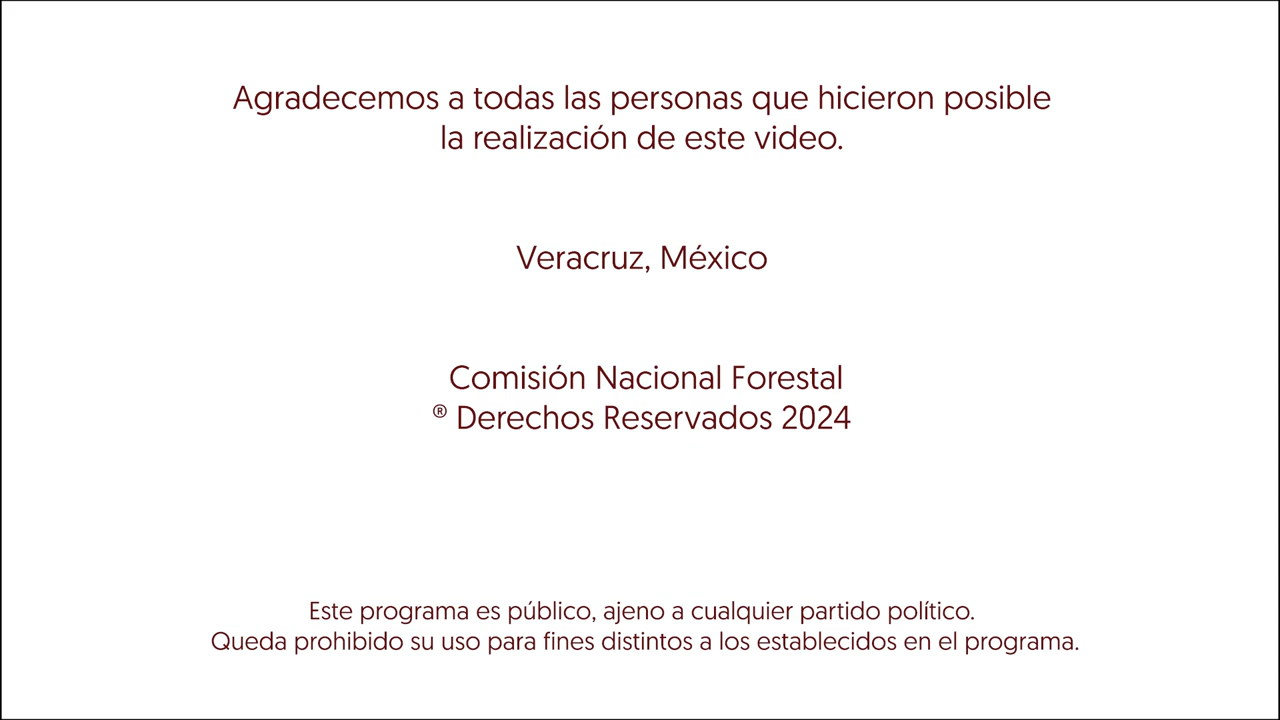 Agradecemos a todas las personas que hicieron posible
la realización de este video.
Veracruz, México
Comisión Nacional Forestal
® Derechos Reservados 2024
Este programa es público, ajeno a cualquier partido político.
Queda prohibido su uso para fines distintos a los establecidos en el programa.